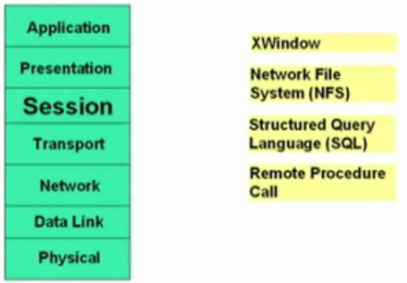 Application
Presentation
Session
Transport
Network
Data Link
Physical
XWindow
Network File
System (NFS)
Structured Query
Language (SQL)
Remote Procedure
Call